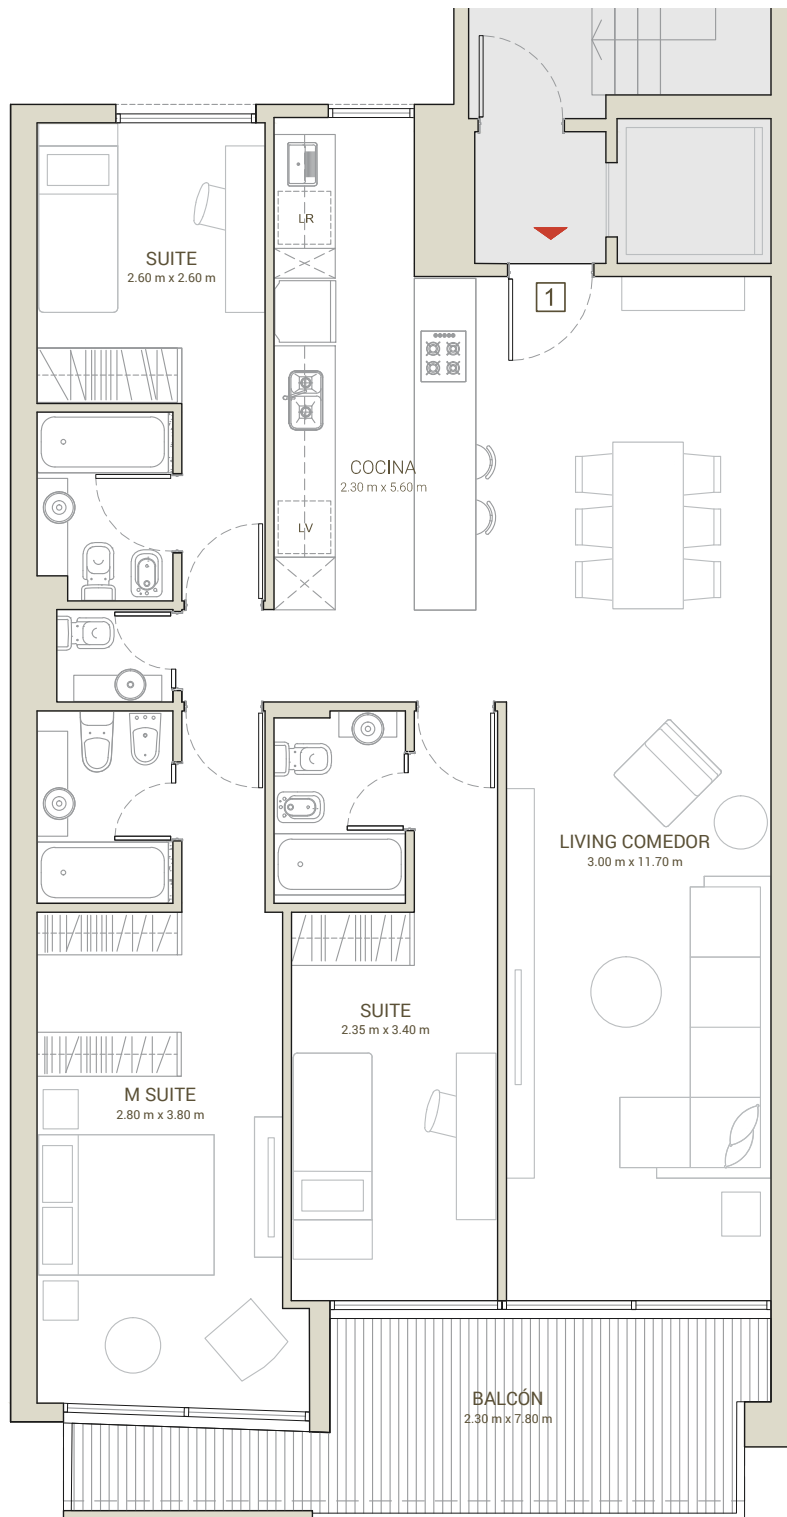 LR
SUITE
2.60 m x 2.60 m
1
COCINA
2.30 m x 5.60 m
LV
LIVING COMEDOR
3.00 m x 11.70 m
SUITE
2.35 m x 3.40 m
M SUITE
2.80 m x 3.80 m
BALCÓN
2.30 m x 7.80 m